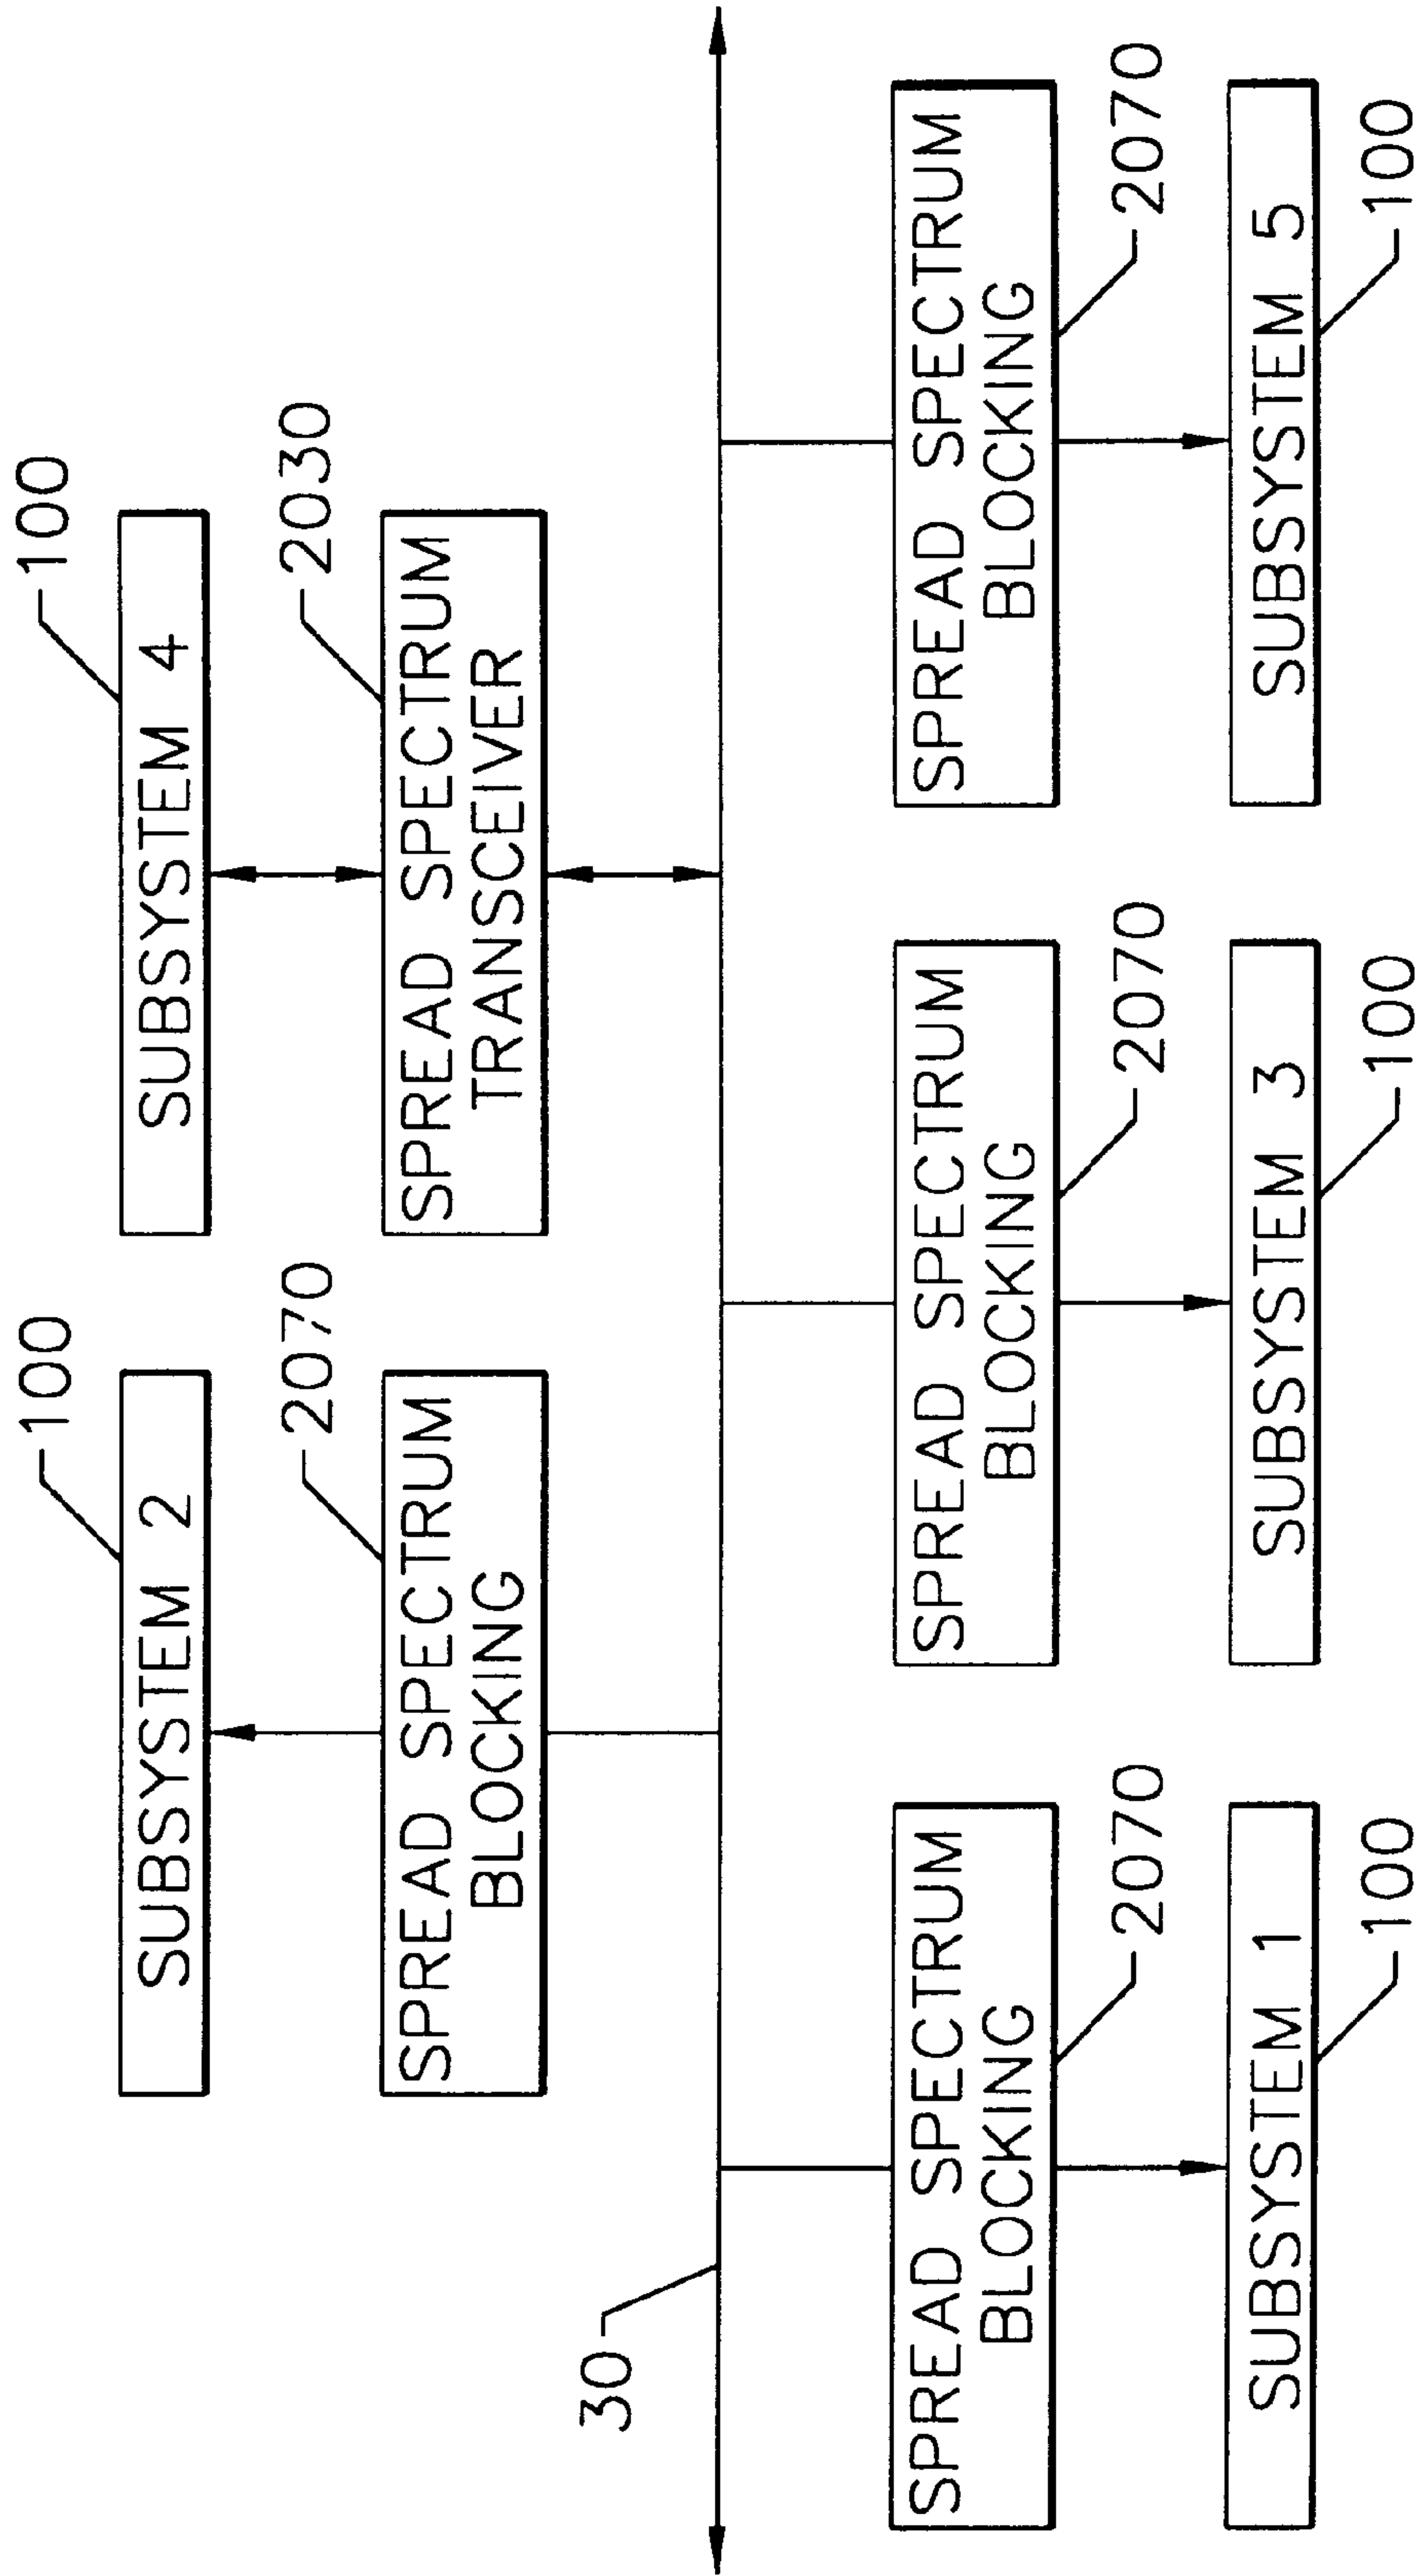 100
100
SUBSYSTEM 2
SUBSYSTEM 4
2070
2030
SPREAD SPECTRUM
BLOCKING
SPREAD SPECTRUM
TRANSCEIVER
30
SPREAD SPECTRUM
BLOCKING
SPREAD SPECTRUM
BLOCKING
SPREAD SPECTRUM
BLOCKING
2070
2070
2070
SUBSYSTEM 1
SUBSYSTEM 3
SUBSYSTEM 5
100
100
100